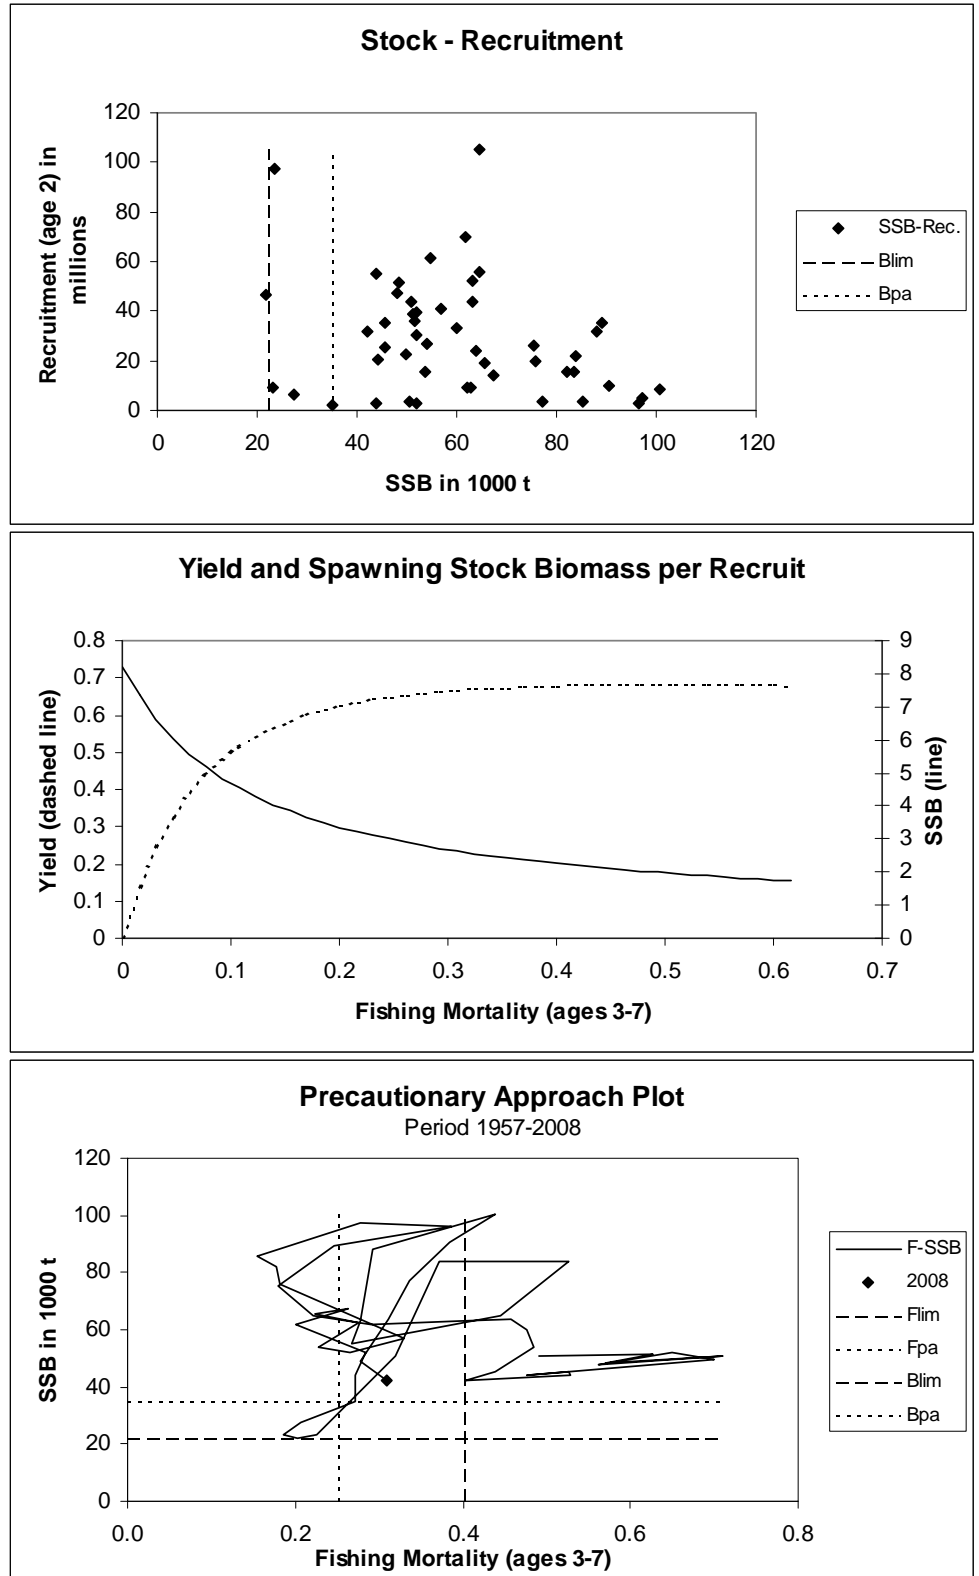 Stock - Recruitment
120
100
80
60
40
20
0
Recruitment (age 2) in
millions
0 20 40 60 80 100 120
SSB in 1000 t
SSB-Rec.
Blim
Bpa
Yield and Spawning Stock Biomass per Recruit
0.8
0.7
0.6
0.5
0.4
0.3
0.2
0.1
0
Yield (dashed line)
9
8
7
6
5
4
3
2
1
0
SSB (line)
0 0.1 0.2 0.3 0.4 0.5 0.6 0.7
Fishing Mortality (ages 3-7)
Precautionary Approach Plot
Period 1957-2008
120
100
80
60
40
20
0
SSB in 1000 t
0.0 0.2 0.4 0.6 0.8
Fishing Mortality (ages 3-7)
F-SSB
2008
Flim
Fpa
Blim
Bpa